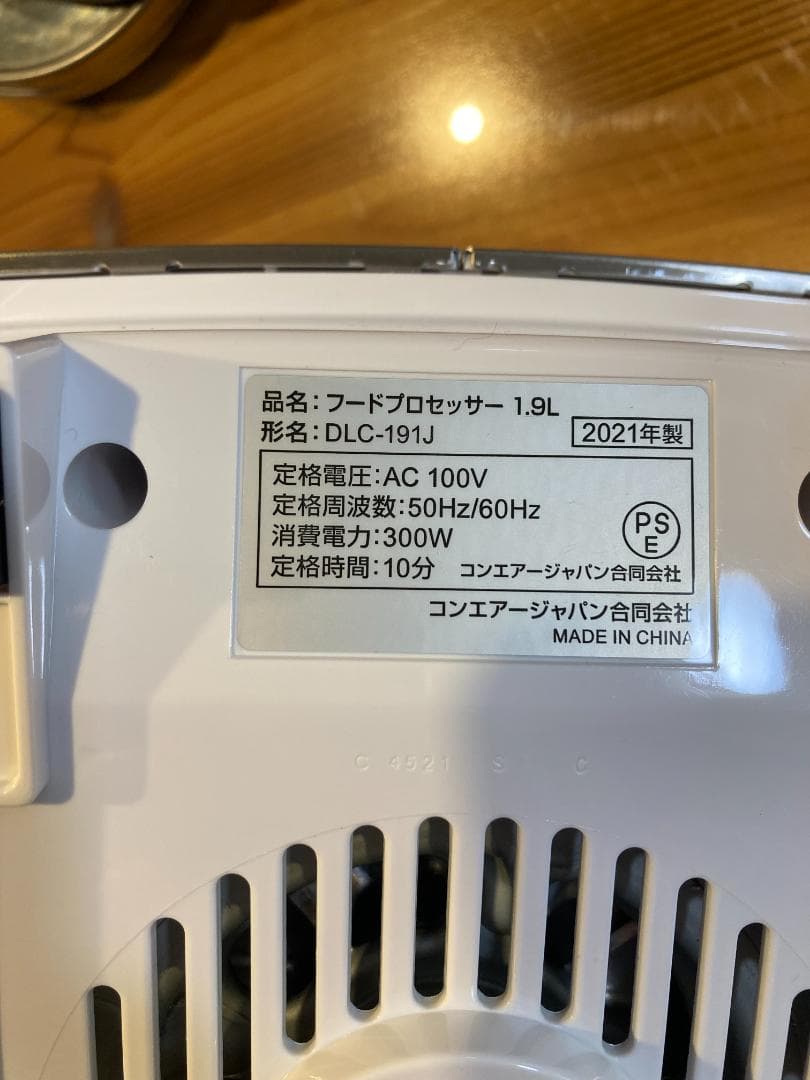 品名：フードプロセッサー 1.9L
形名：DLC-191J
2021年製
定格電圧：AC 100V
定格周波数：50Hz/60Hz
消費電力：300W
定格時間：10分
PS
E
コンエアージャパン合同会社
コンエアージャパン合同会社
MADE IN CHINA
C 4521 S C